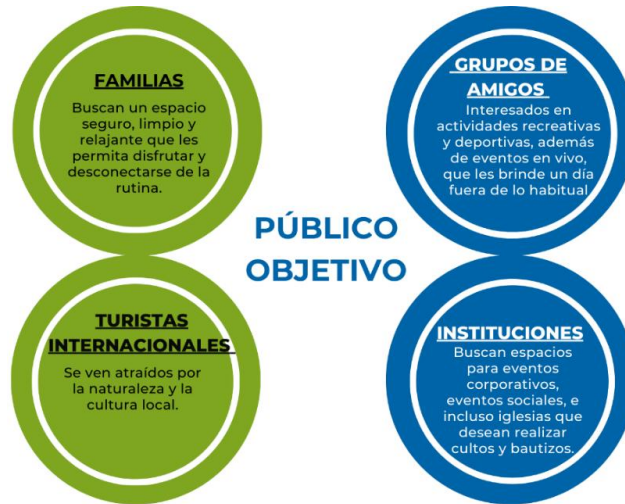 FAMILIAS
Buscan un espacio
seguro, limpio y
relajante que les
permita disfrutar y
desconectarse de la
rutina.
GRUPOS DE
AMIGOS
Interesados en
actividades recreativas
y deportivas, además
de eventos en vivo,
que les brinde un día
fuera de lo habitual
PÚBLICO
OBJETIVO
TURISTAS
INTERNACIONALES
Se ven atraídos por
la naturaleza y la
cultura local.
INSTITUCIONES
Buscan espacios
para eventos
corporativos,
eventos sociales, e
incluso iglesias que
desean realizar
cultos y bautizos.